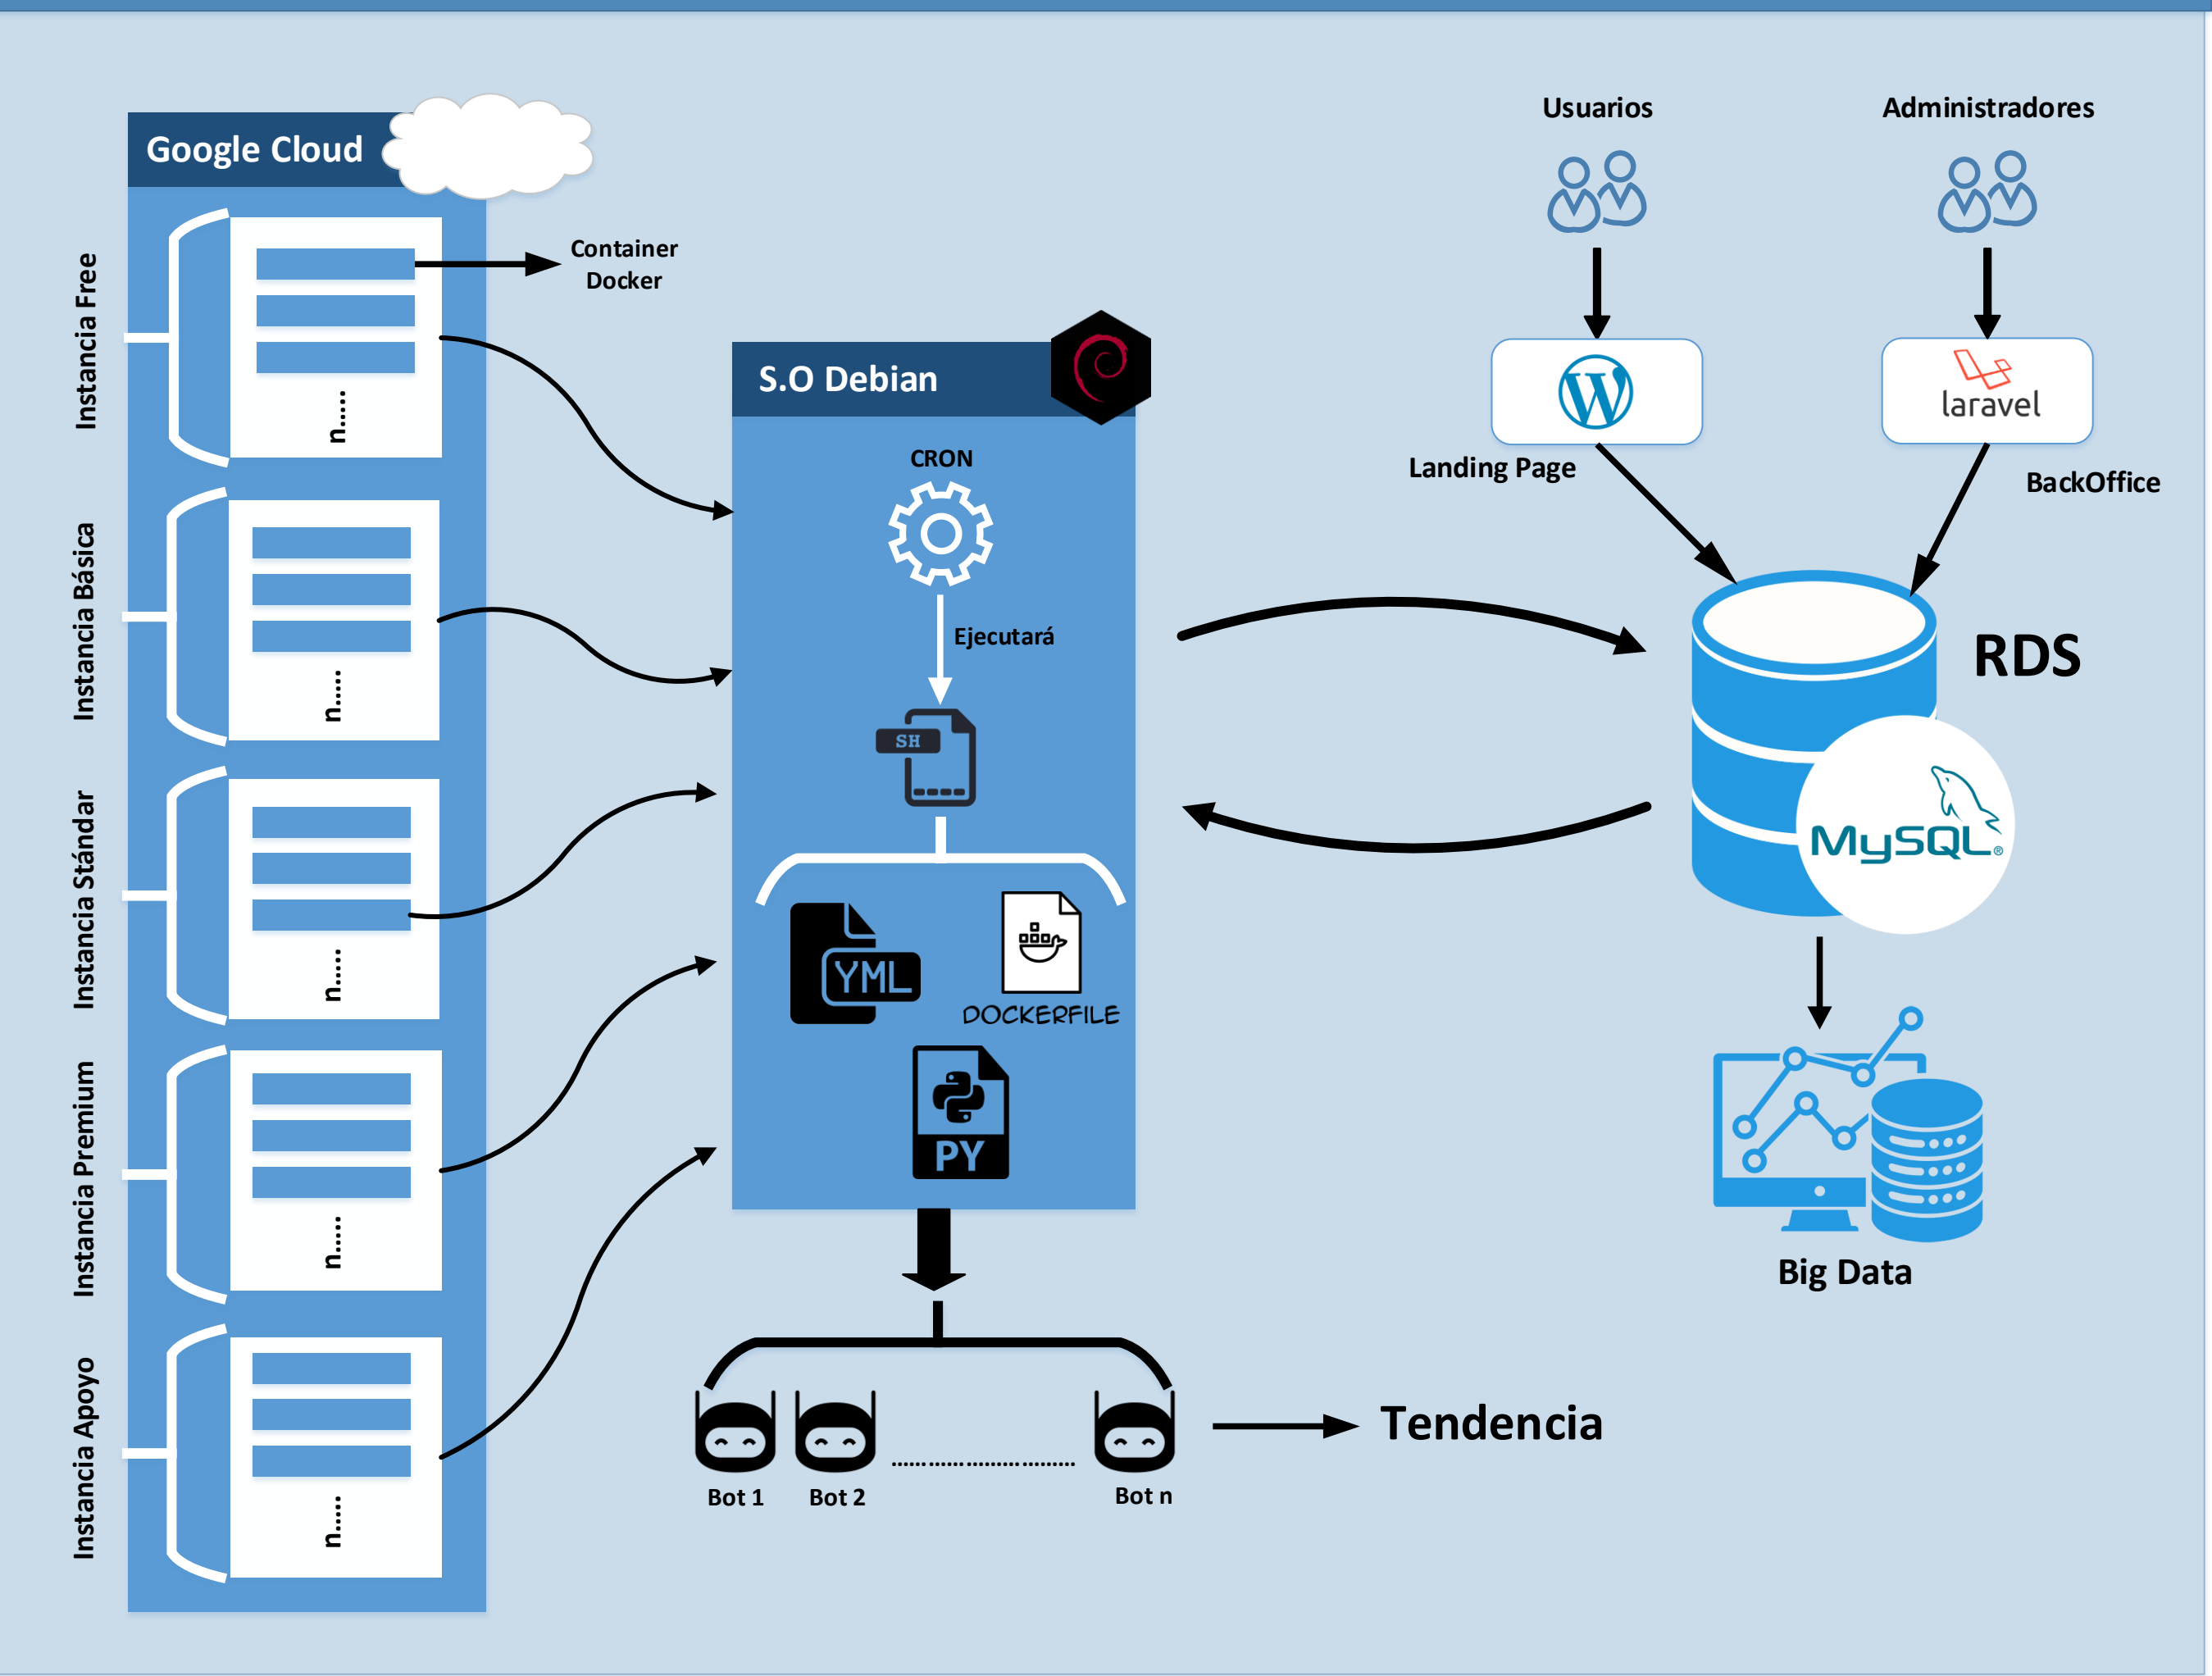 Google Cloud
Instancia Free
Container
Docker
n.....
Instancia Básica
n.....
Instancia Stándar
n.....
Instancia Premium
n.....
Instancia Apoyo
n.....
S.O Debian
CRON
Ejecutará
SH
YML
DOCKERFILE
PY
Bot 1
Bot 2
..............................
Bot n
Tendencia
Usuarios
Administradores
W
laravel
Landing Page
BackOffice
RDS
MySQL®
Big Data